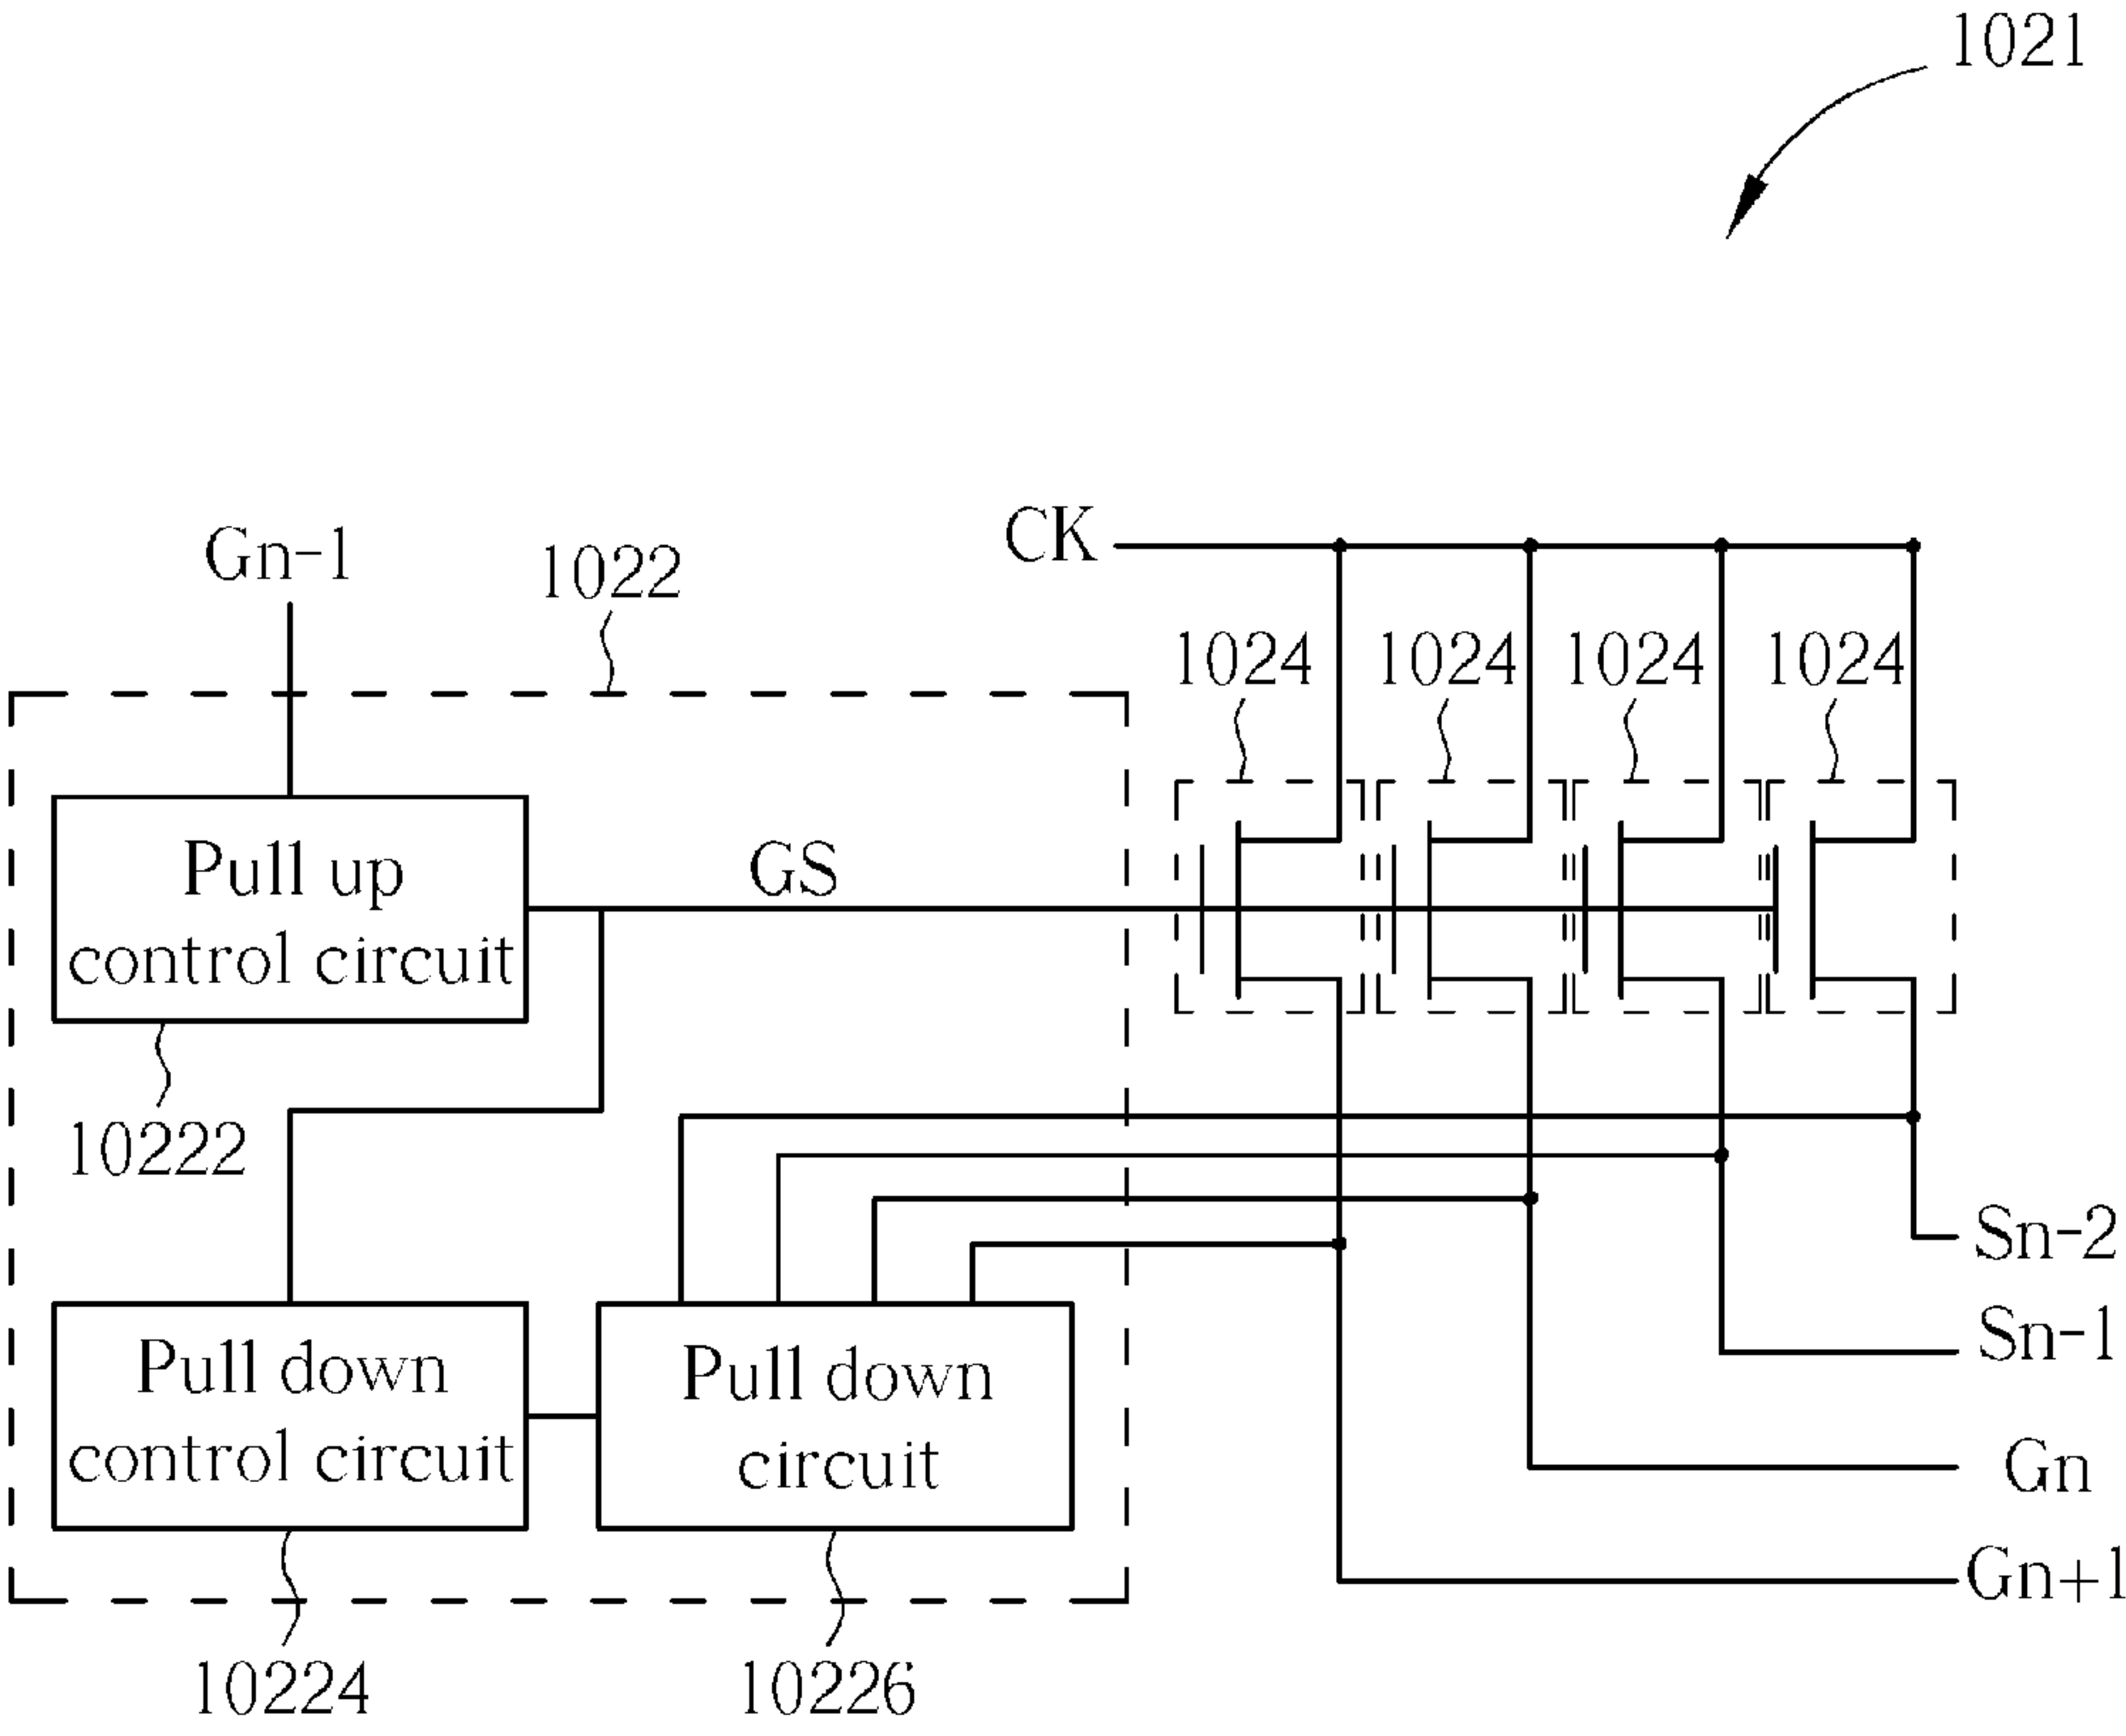 1021
CK
Gn-1
1022
1024
1024
1024
1024
Pull up
control circuit
GS
10222
Sn-2
Sn-1
Pull down
control circuit
Pull down
circuit
Gn
Gn+1
10224
10226